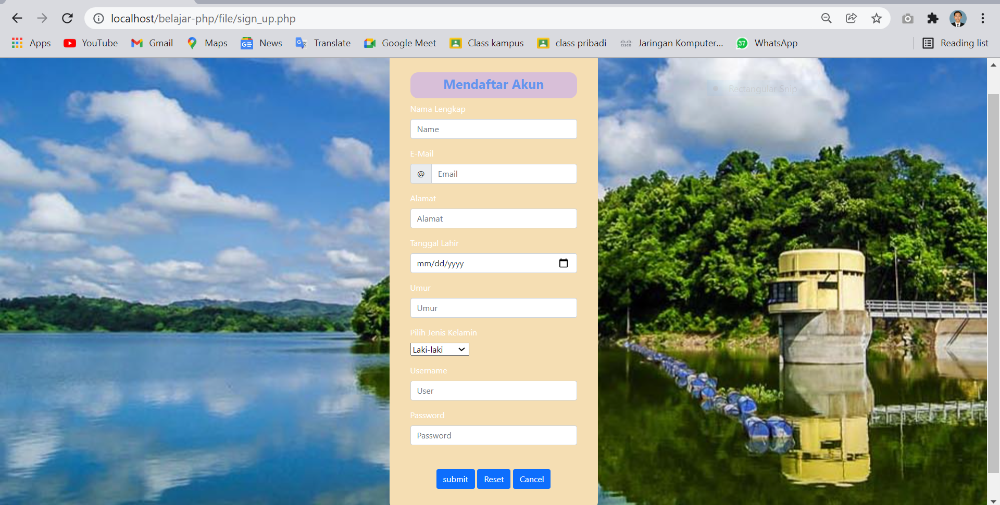 localhost/belajar-php/file/sign_up.php
Apps YouTube Gmail Maps News Translate Google Meet Class kampus class pribadi Jaringan Komputer... 37 WhatsApp Reading list
Mendaftar Akun
Rectangular Snip
Nama Lengkap
Name
E-Mail
@ Email
Alamat
Alamat
Tanggal Lahir
mm/dd/yyyy
Umur
Umur
Pilih Jenis Kelamin
Laki-laki
Username
User
Password
Password
submit Reset Cancel